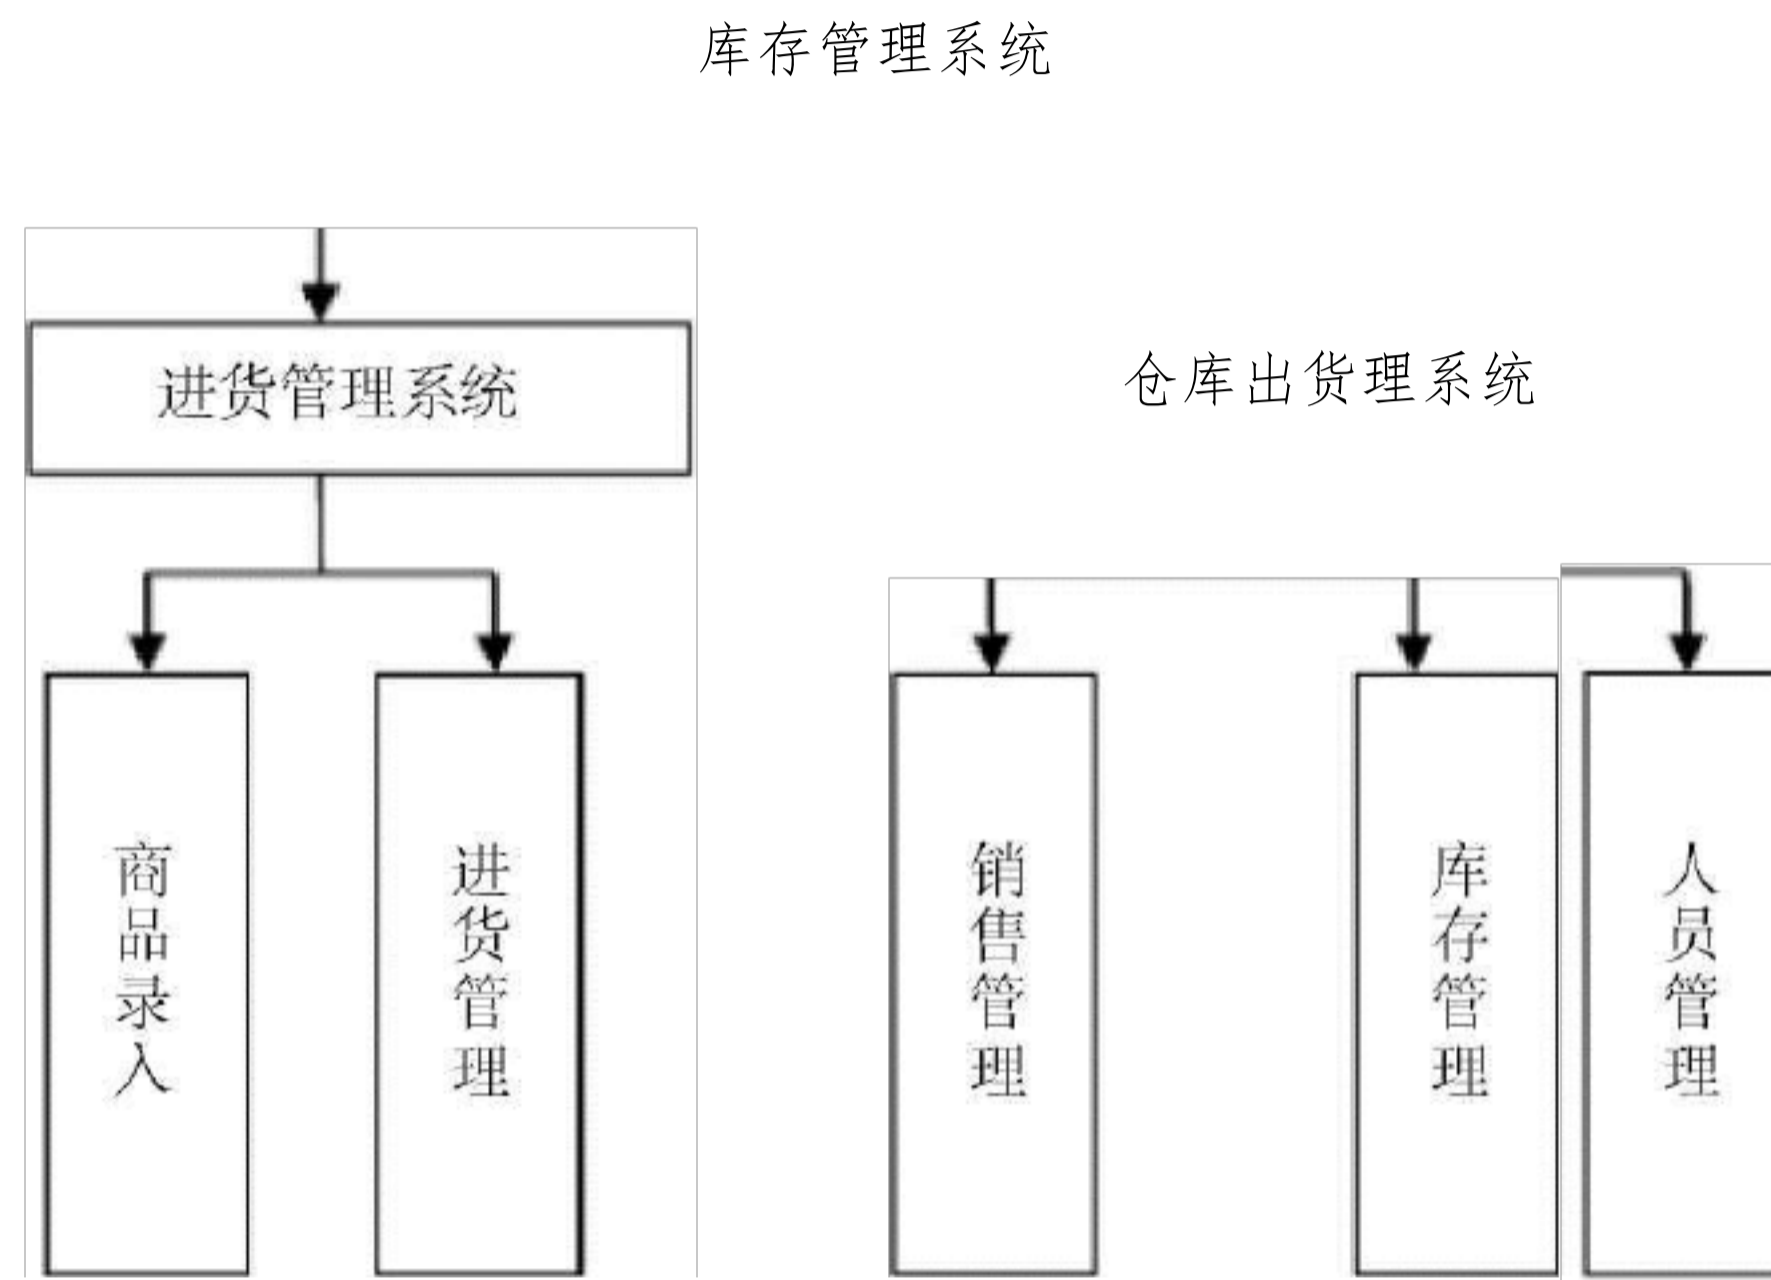 库存管理系统
进货管理系统
仓库出货理系统
商品录入
进货管理
销售管理
库存管理
人员管理